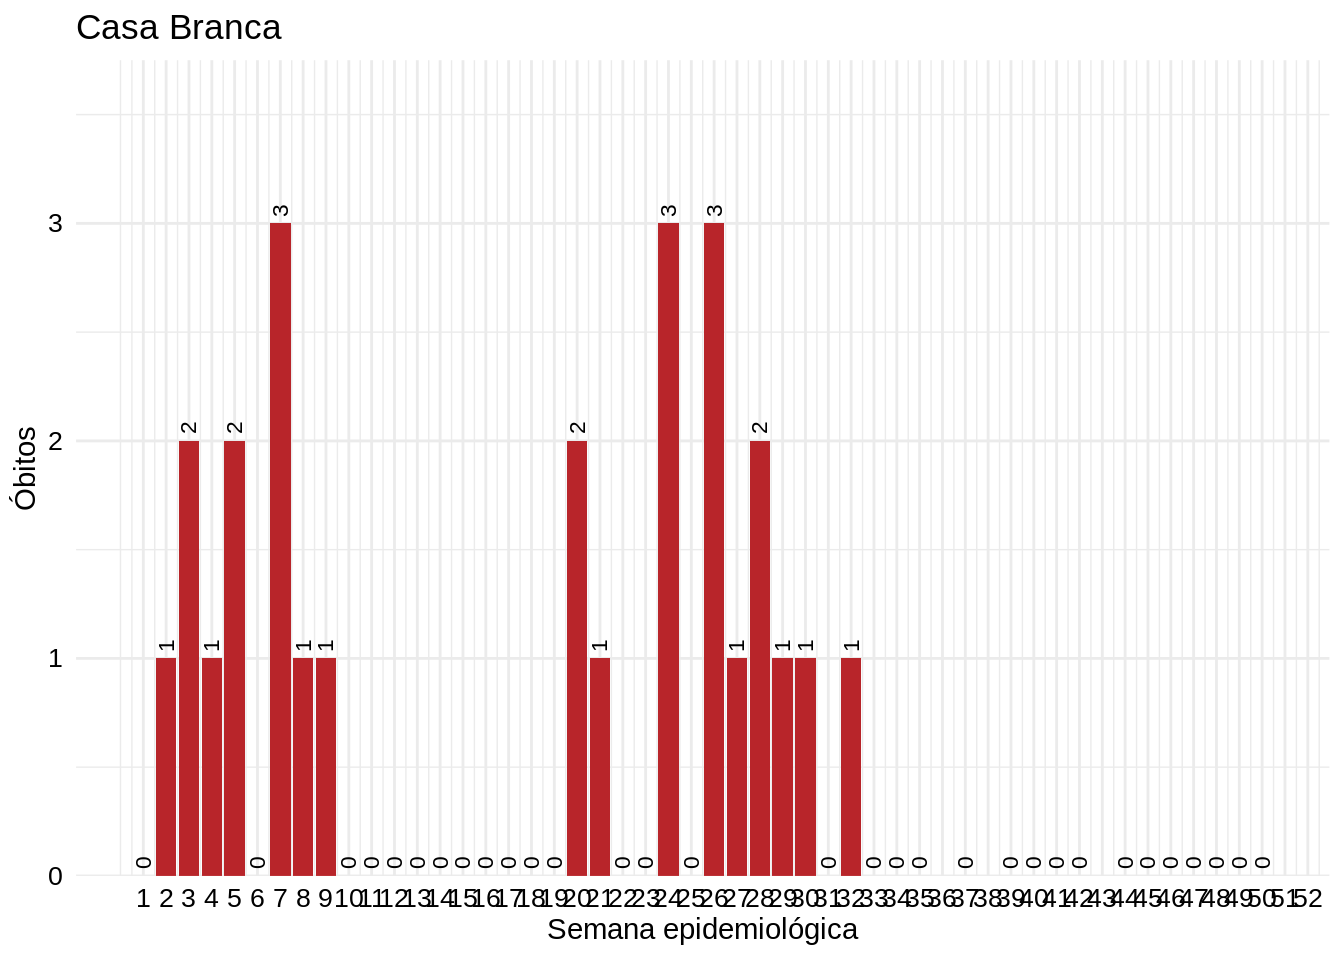 Casa Branca
Óbitos
3
2
1
0
0 1 2 1 2 0 3 1 1 0 0 0 0 0 0 0 0 0 0 2 1 0 0 3 0 3 1 2 1 1 0 1 0 0 0 0 0 0 0 0 0 0 0 0 0 0 0
1 2 3 4 5 6 7 8 9 10 11 12 13 14 15 16 17 18 19 20 21 22 23 24 25 26 27 28 29 30 31 32 33 34 35 36 37 38 39 40 41 42 43 44 45 46 47 48 49 50 51 52
Semana epidemiológica